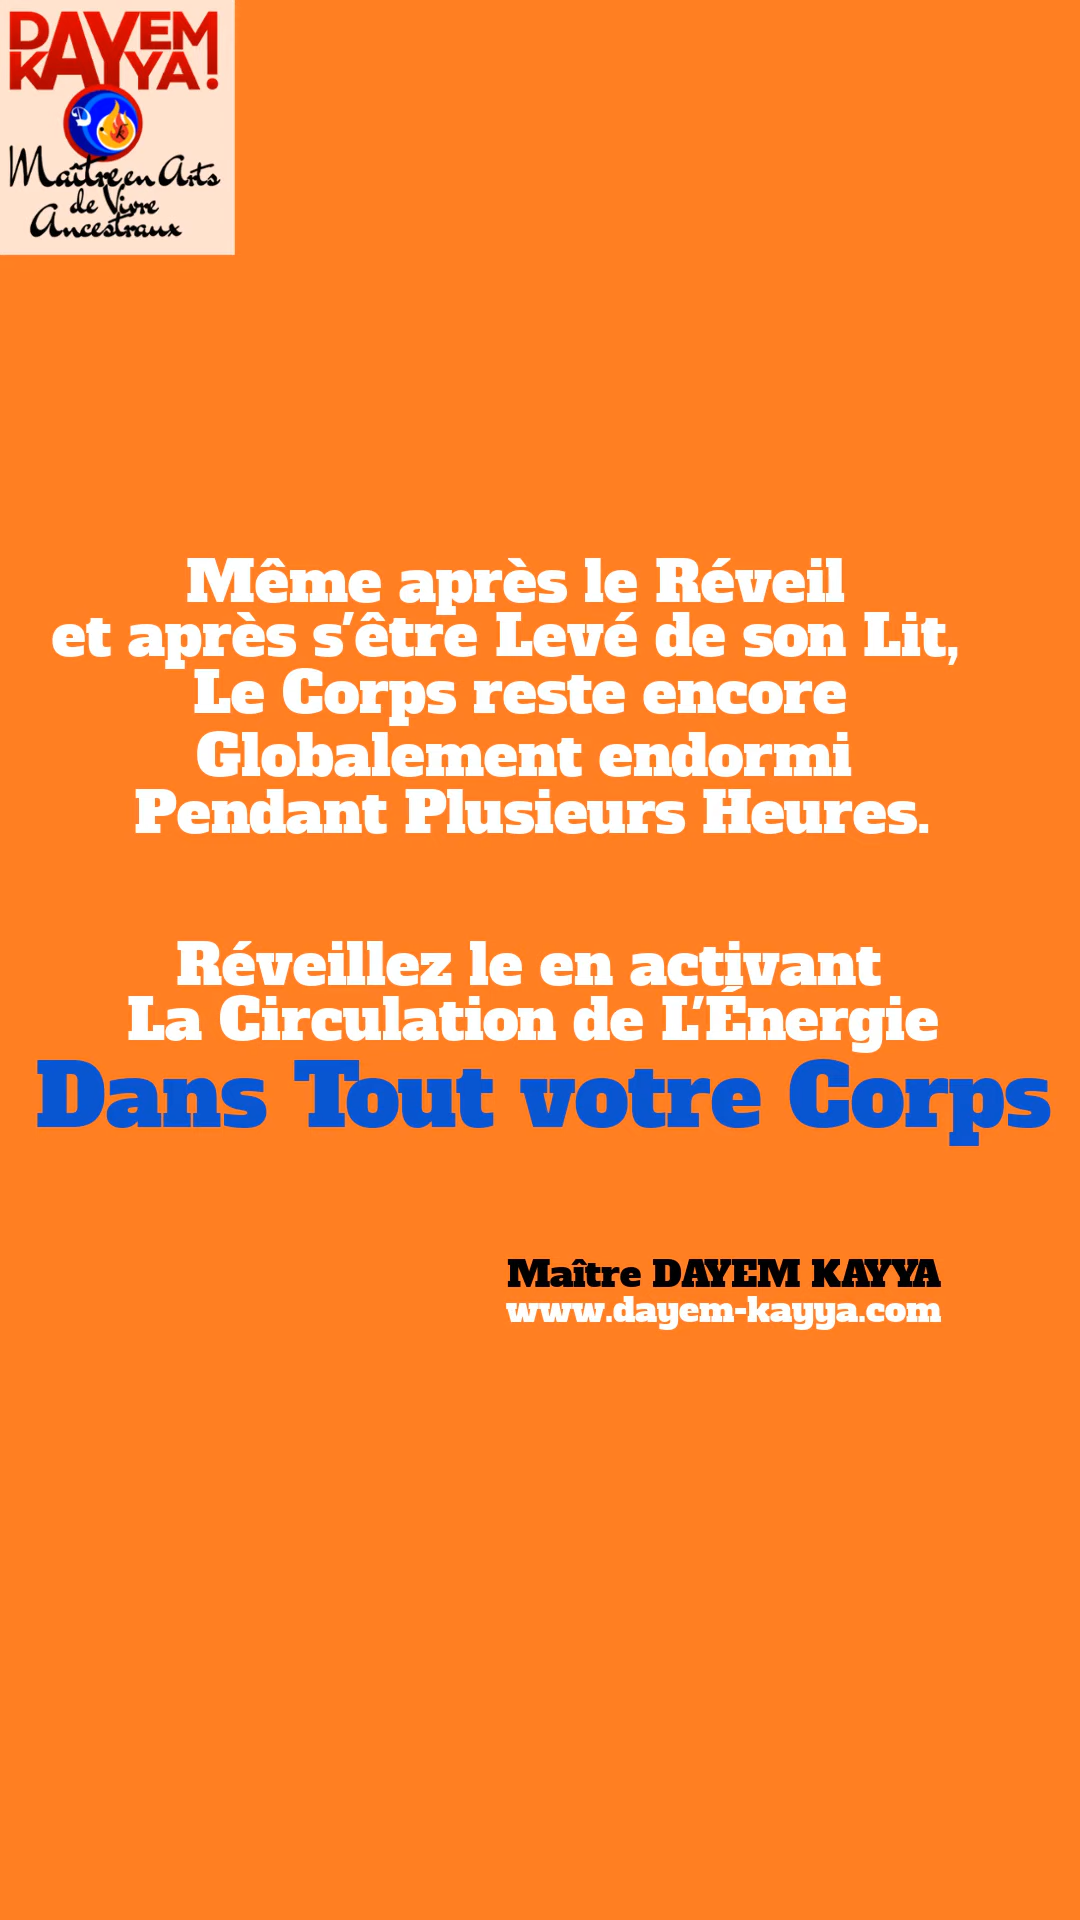 DAYEM
KAYYA!
D
k
Maître en Arts
de Vivre
Ancestraux
Même après le Réveil
et après s'être Levé de son Lit,
Le Corps reste encore
Globalement endormi
Pendant Plusieurs Heures.
Réveillez le en activant
La Circulation de L'Énergie
Dans Tout votre Corps
Maître DAYEM KAYYA
www.dayem-kayya.com